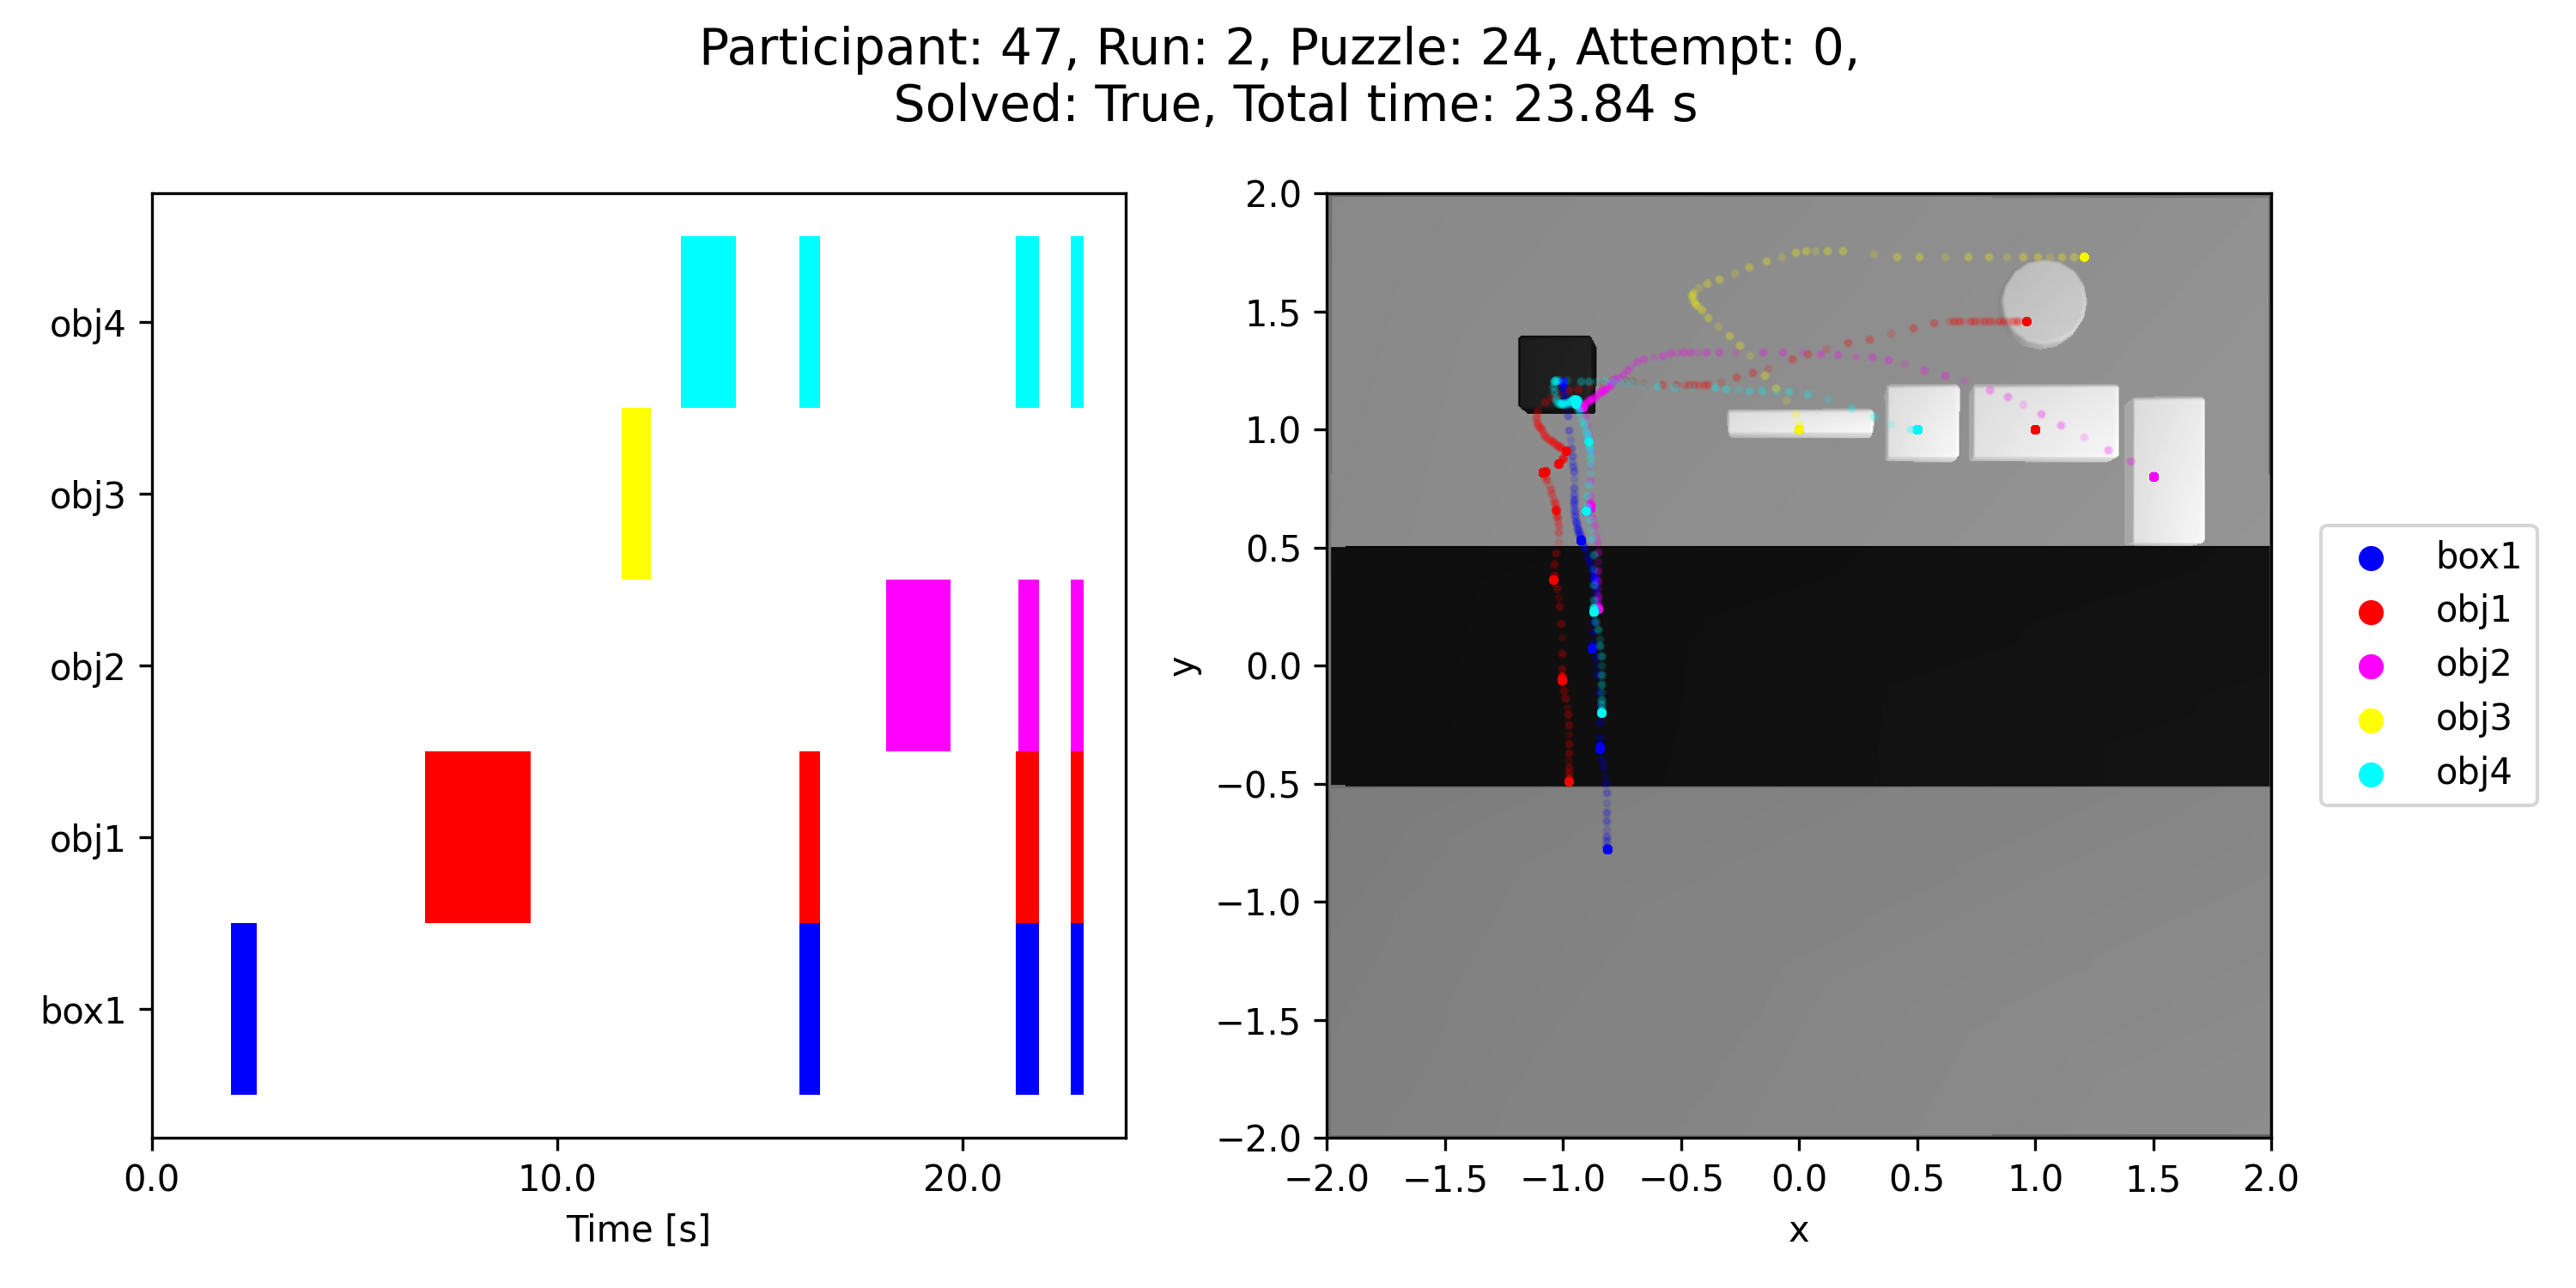 Participant: 47, Run: 2, Puzzle: 24, Attempt: 0,
Solved: True, Total time: 23.84 s
obj4
obj3
obj2
obj1
box1
0.0
10.0
20.0
Time [s]
2.0
1.5
1.0
0.5
0.0
−0.5
−1.0
−1.5
−2.0
y
−2.0
−1.5
−1.0
−0.5
0.0
0.5
1.0
1.5
2.0
x
box1
obj1
obj2
obj3
obj4